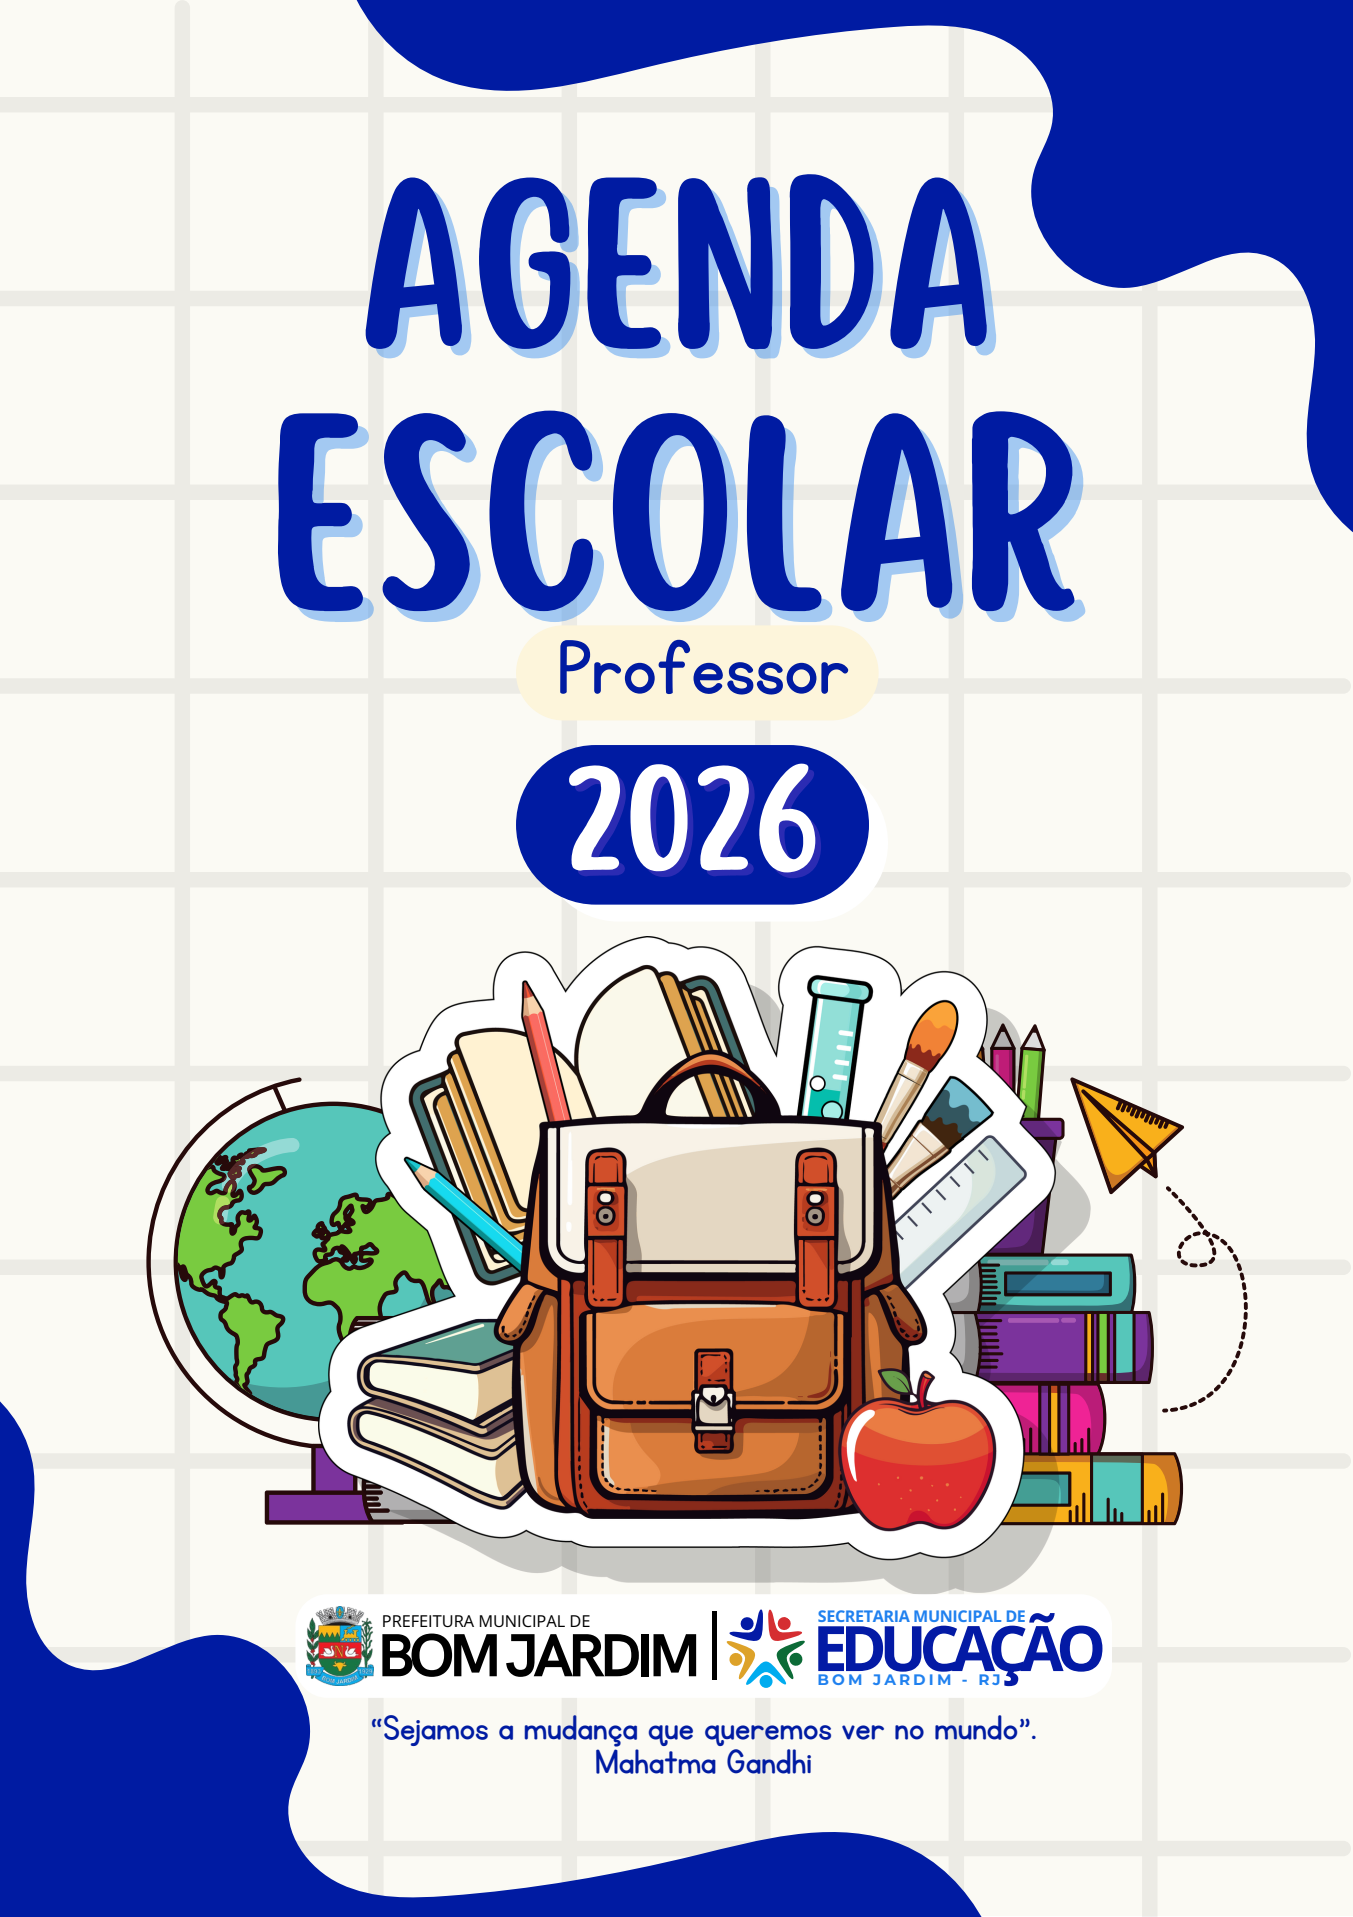 AGENDA
ESCOLAR
Professor
2026
PREFEITURA MUNICIPAL DE
BOM JARDIM
SECRETARIA MUNICIPAL DE
EDUCAÇÃO
BOM JARDIM - RJ
“Sejamos a mudança que queremos ver no mundo”.
Mahatma Gandhi